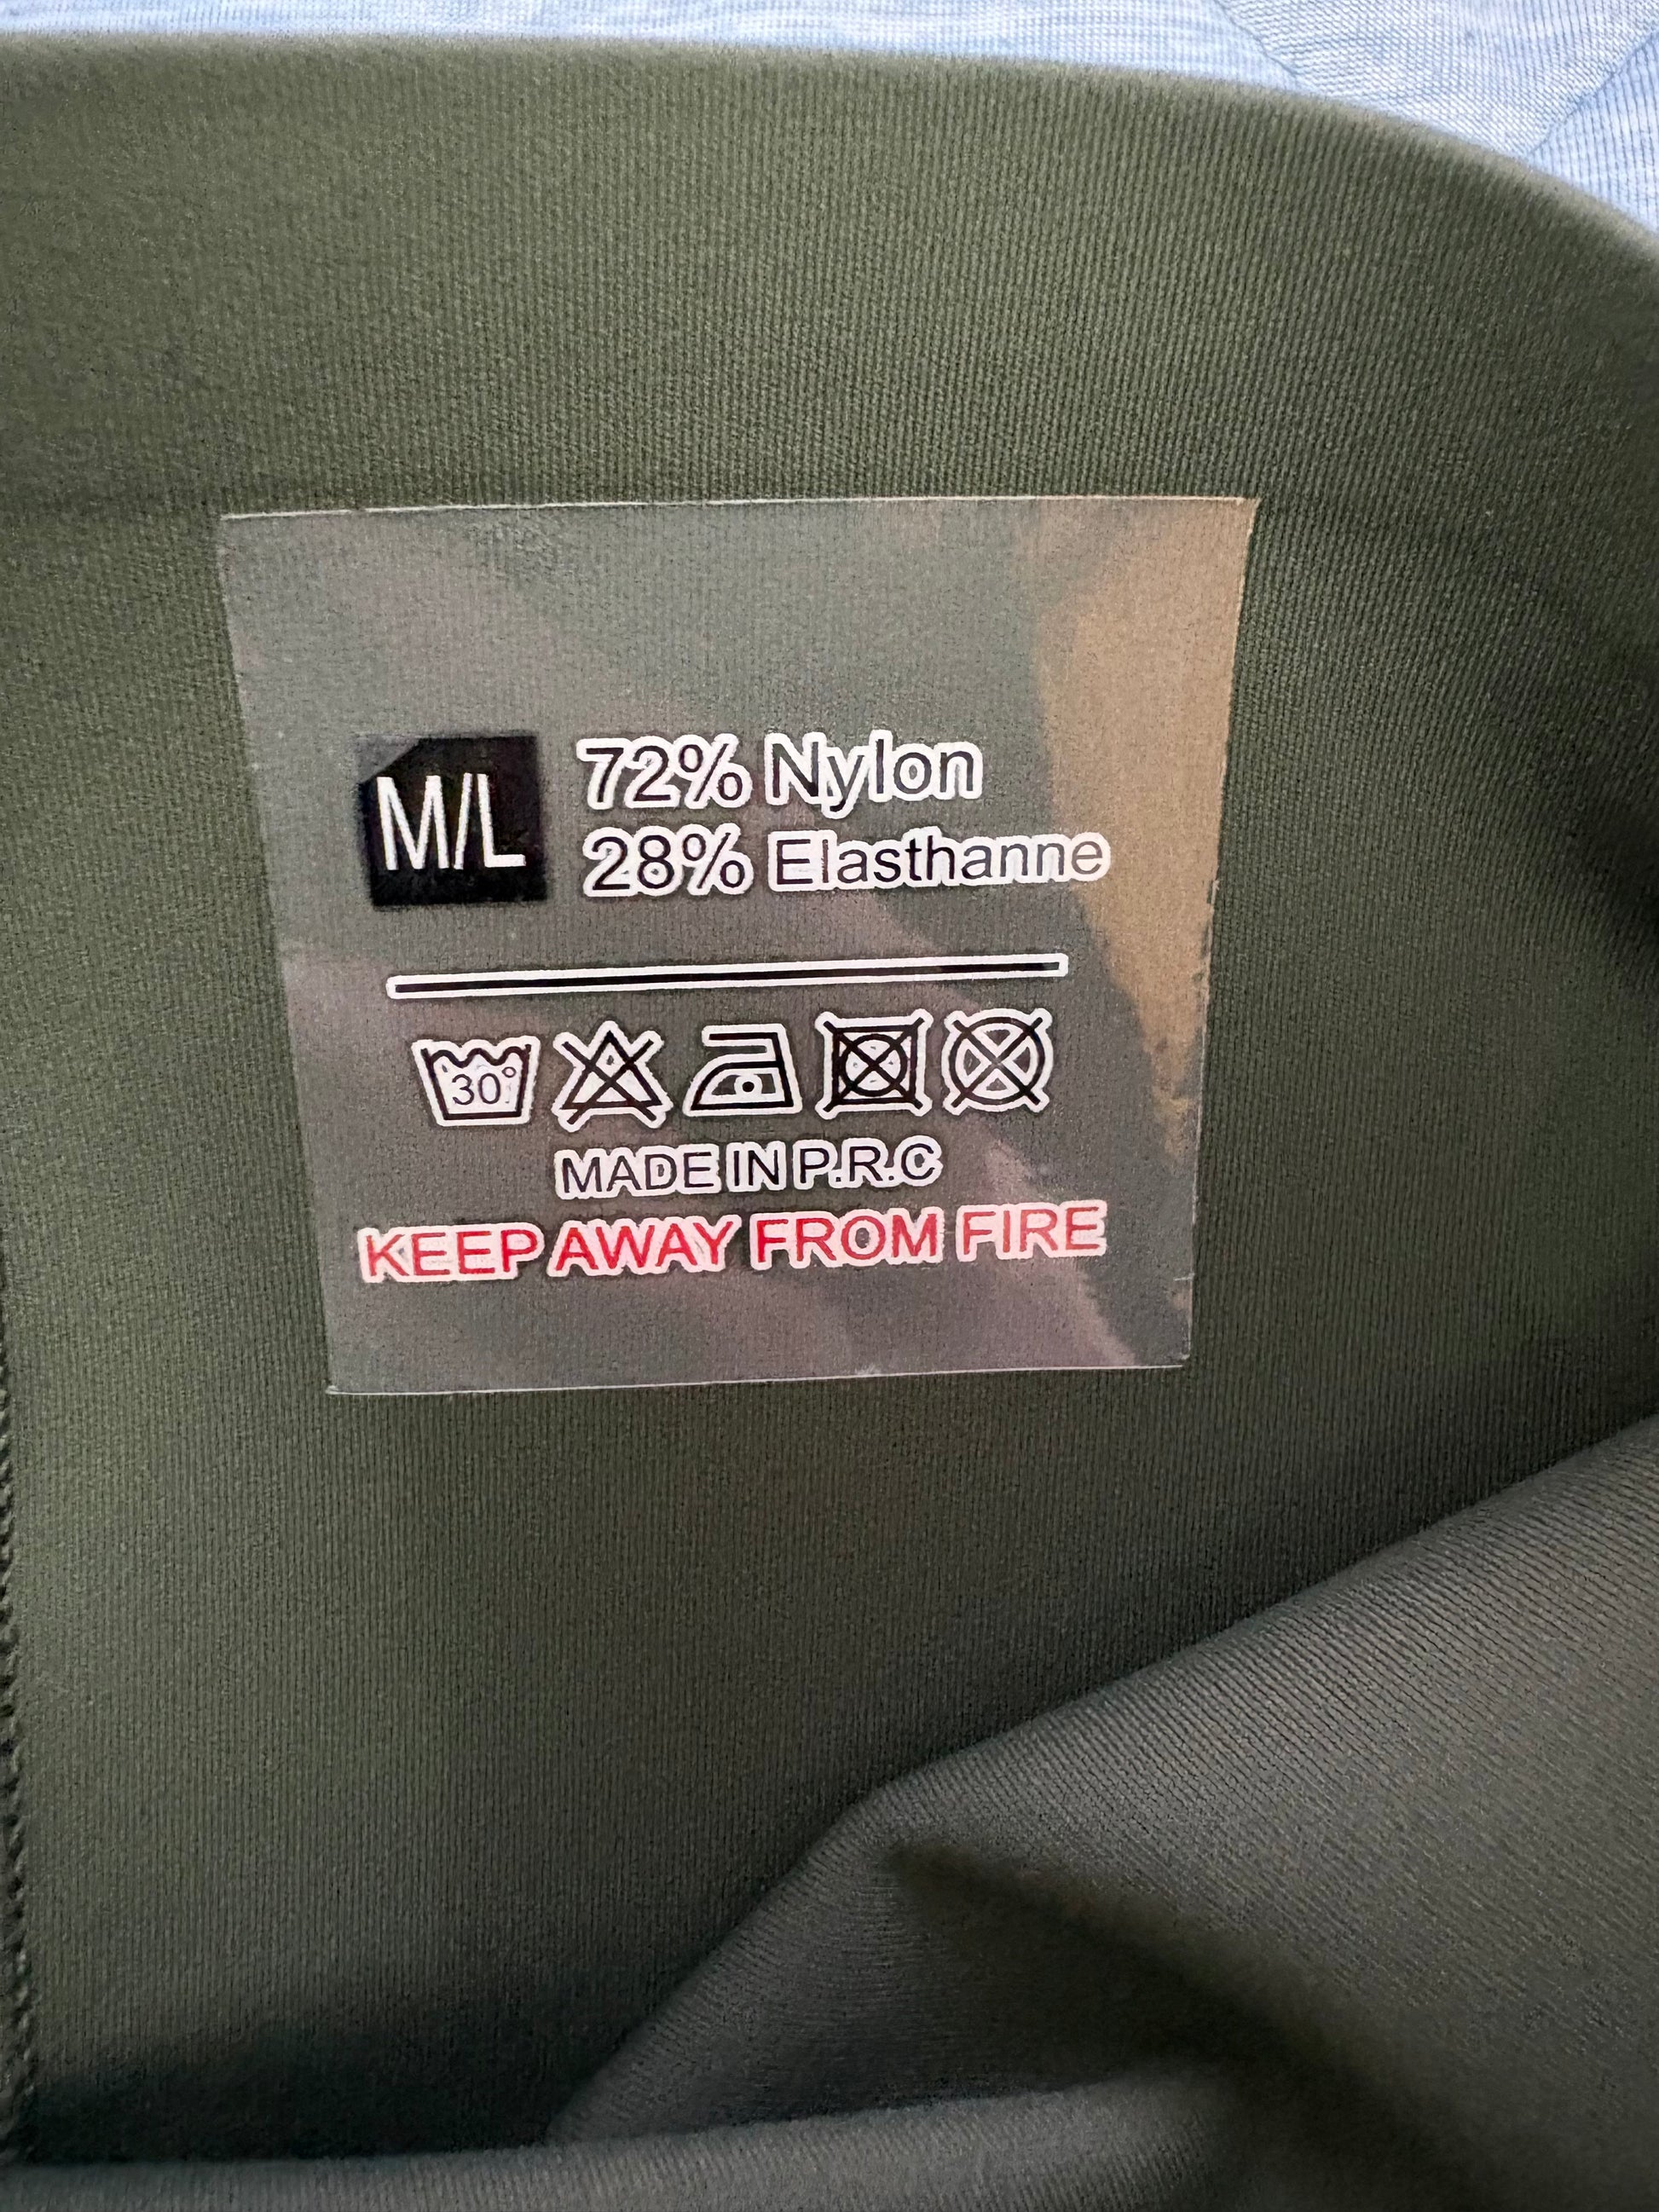 M/L
72% Nylon
28% Elasthanne
30°
MADE IN P.R.C
KEEP AWAY FROM FIRE